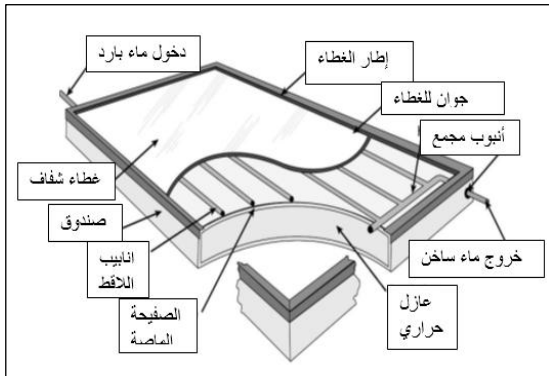 دخول ماء بارد
إطار الغطاء
جوان للغطاء
أنبوب مجمع
غطاء شفاف
صندوق
انابيب
اللاقط
الصفيحة
الماصة
عازل
حراري
خروج ماء ساخن